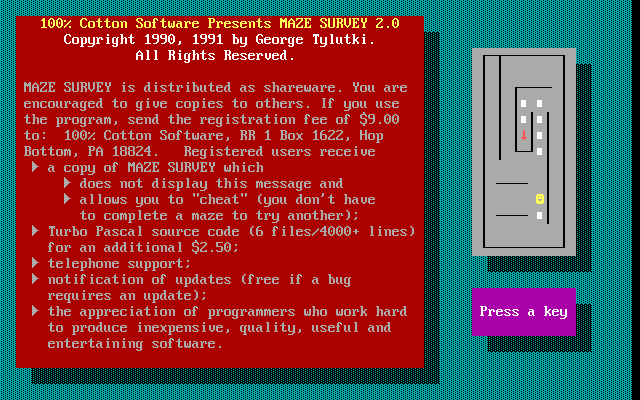 100% Cotton Software Presents MAZE SURVEY 2.0
Copyright 1990, 1991 by George Tylutki.
All Rights Reserved.
MAZE SURVEY is distributed as shareware. You are
encouraged to give copies to others. If you use
the program, send the registration fee of $9.00
to:  100% Cotton Software, RR 1 Box 1622, Hop
Bottom, PA 18824.   Registered users receive
a copy of MAZE SURVEY which
does not display this message and
allows you to "cheat" (you don't have
to complete a maze to try another);
Turbo Pascal source code (6 files/4000+ lines)
for an additional $2.50;
telephone support;
notification of updates (free if a bug
requires an update);
the appreciation of programmers who work hard
to produce inexpensive, quality, useful and
entertaining software.
Press a key